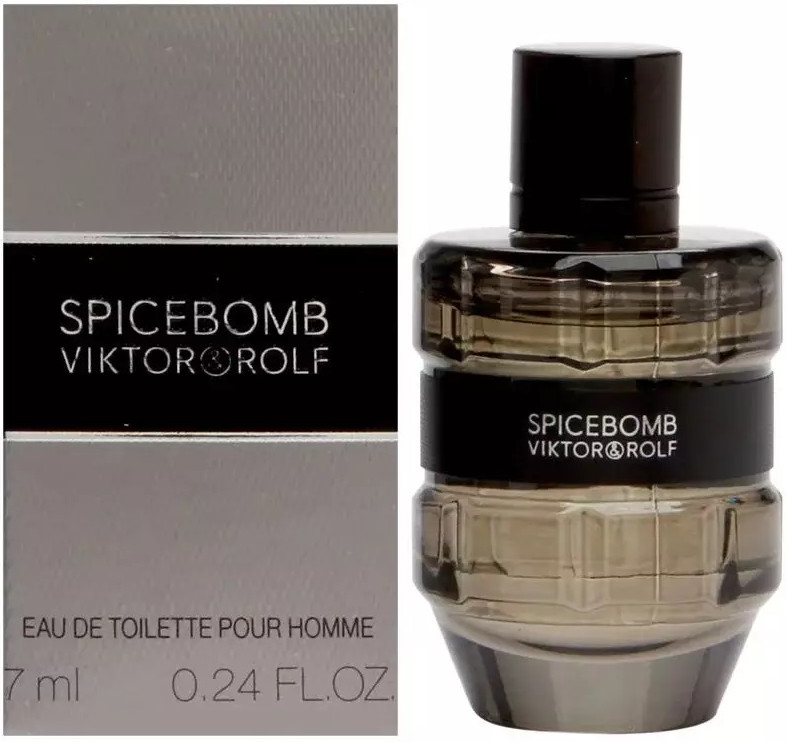 SPICEBOMB
VIKTOR&ROLF
EAU DE TOILETTE POUR HOMME
7 ml 0.24 FL.OZ.
SPICEBOMB
VIKTOR&ROLF